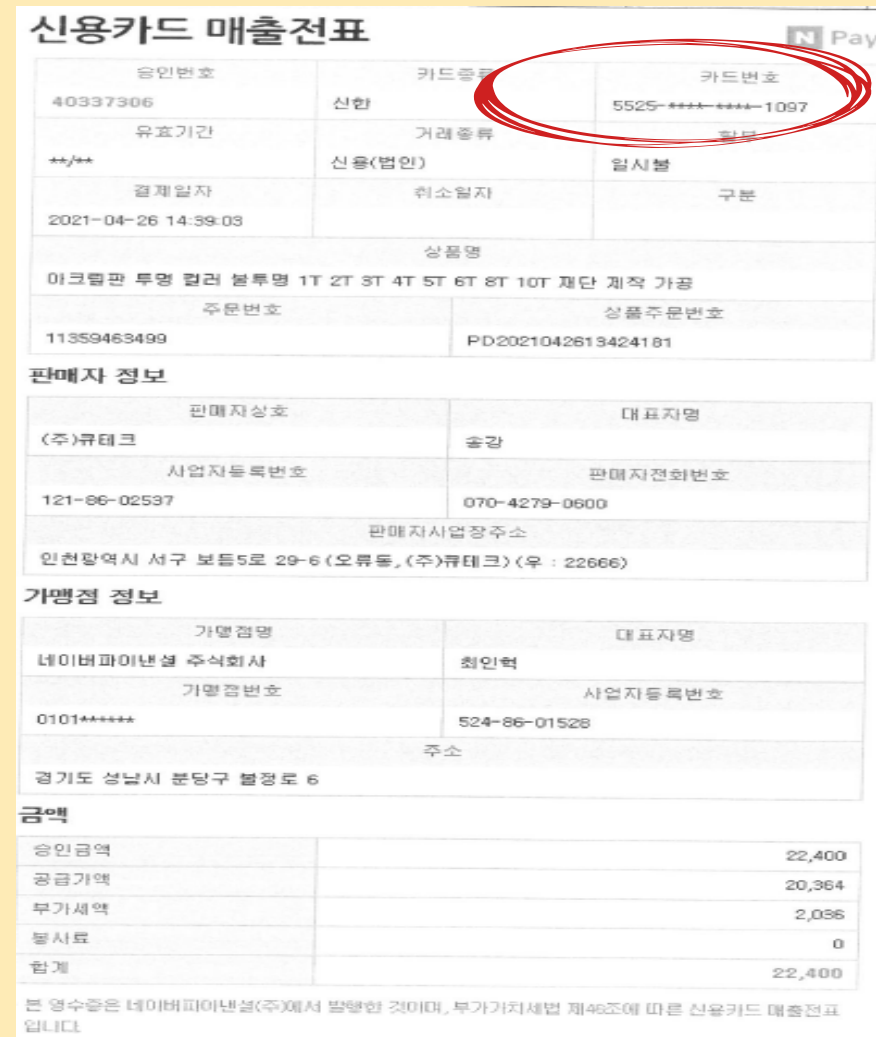 신용카드 매출전표
N Pay
승인번호 카드종류 카드번호
40337306 신한 5525-****-****-1097
유효기간 거래종류 할부
**/** 신용(법인) 일시불
결제일자 취소일자 구분
2021-04-26 14:39:03
상품명
아크릴판 투명 컬러 불투명 1T 2T 3T 4T 5T 6T 8T 10T 재단 제작 가공
주문번호 상품주문번호
11359463499 PD2021042613424181
판매자 정보
판매자상호 대표자명
(주)큐테크 송강
사업자등록번호 판매자전화번호
121-86-02537 070-4279-0600
판매자사업장주소
인천광역시 서구 보듬5로 29-6 (오류동, (주)큐테크) (우 : 22666)
가맹점 정보
가맹점명 대표자명
네이버파이낸셜 주식회사 최인혁
가맹점번호 사업자등록번호
0101****** 524-86-01528
주소
경기도 성남시 분당구 불정로 6
금액
승인금액 22,400
공급가액 20,364
부가세액 2,036
봉사료 0
합계 22,400
본 영수증은 네이버파이낸셜(주)에서 발행한 것이며, 부가가치세법 제46조에 따른 신용카드 매출전표
입니다.